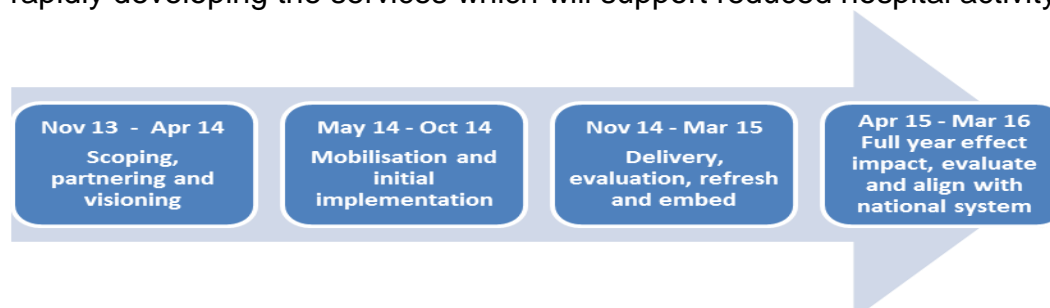 rapidly developing the services which will support reduced hospital activity
Nov 13 - Apr 14
Scoping,
partnering and
visioning
May 14 - Oct 14
Mobilisation and
initial
implementation
Nov 14 - Mar 15
Delivery,
evaluation, refresh
and embed
Apr 15 - Mar 16
Full year effect
impact, evaluate
and align with
national system